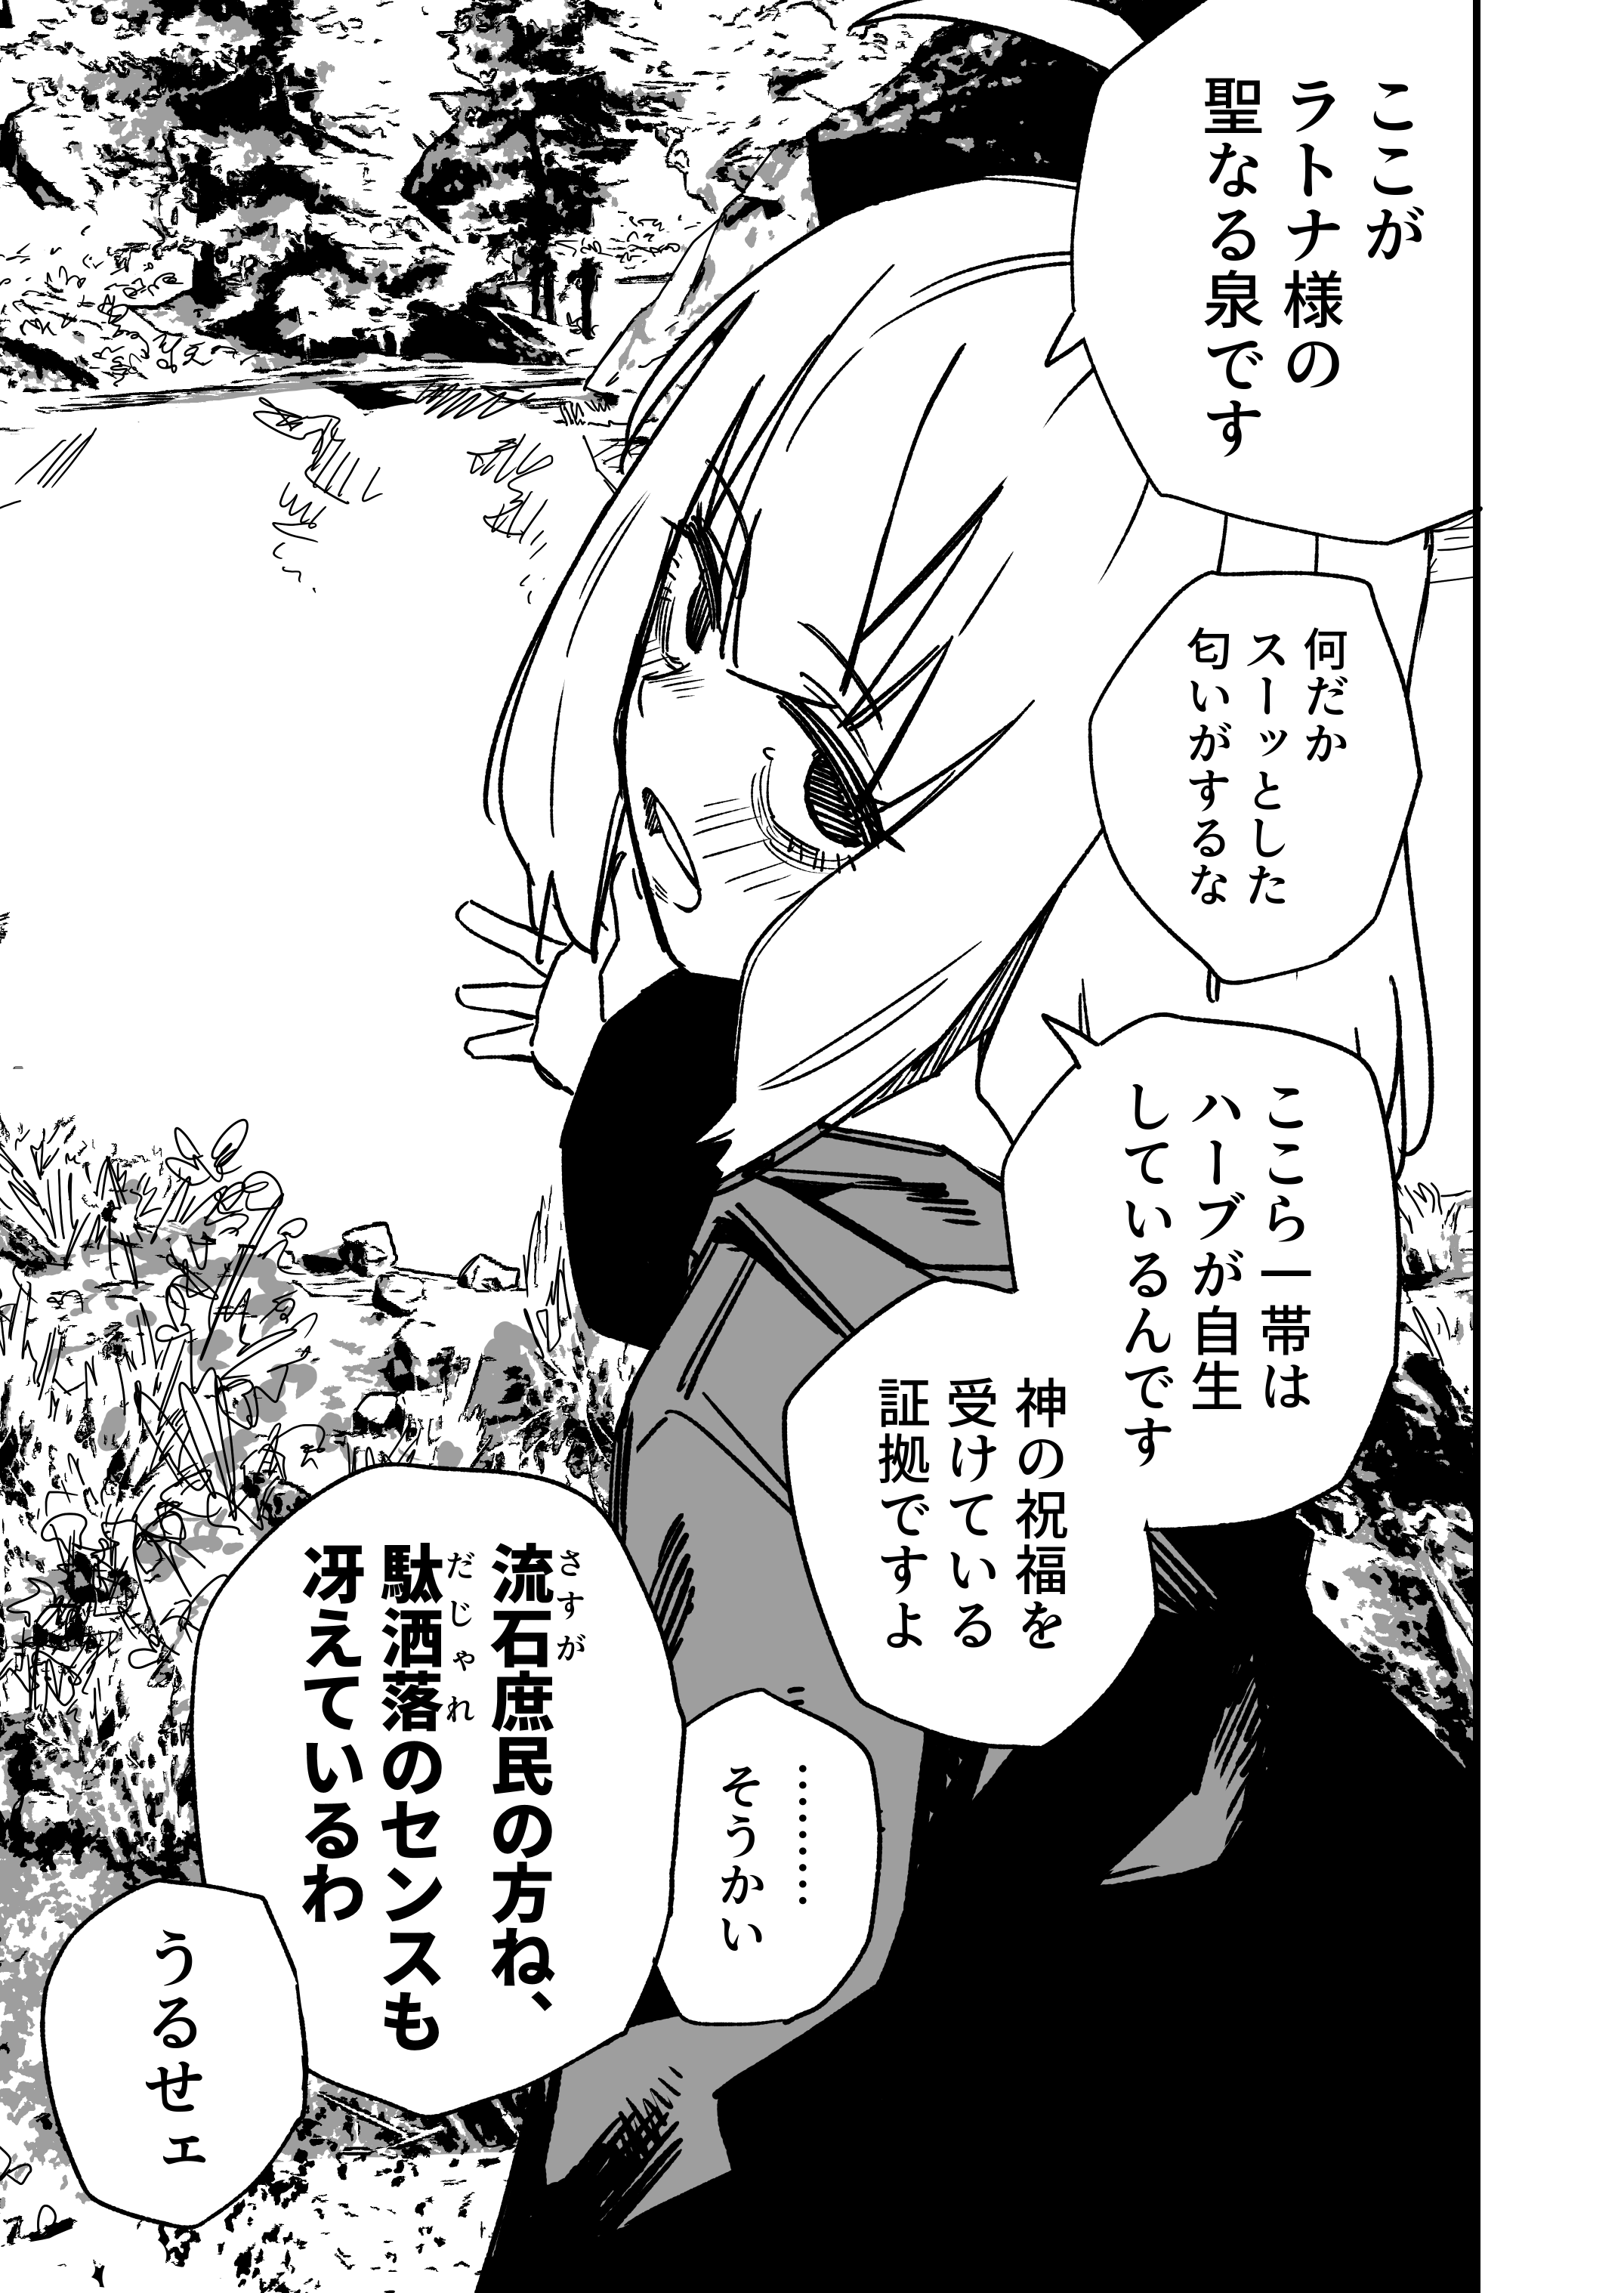 ここが
ラトナ様の
聖なる泉です
何だか
スーッとした
匂いがするな
ここら一帯は
ハーブが自生
しているんです
神の祝福を
受けている
証拠ですよ
………
そうかい
流石庶民の方ね、
さすが
駄洒落のセンスも
だじゃれ
冴えているわ
うるせェ